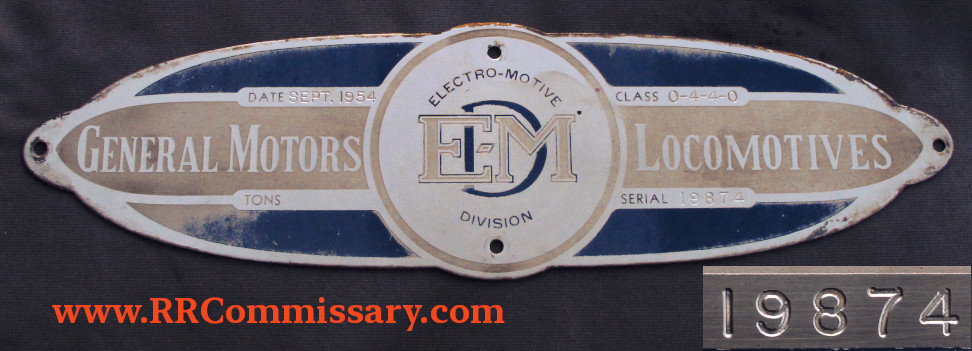 ELECTRO-MOTIVE
DATE SEPT. 1954
CLASS 0-4-4-0
GENERAL MOTORS
E-M
D
LOCOMOTIVES
TONS
SERIAL 19874
DIVISION
www.RRCommissary.com
19874